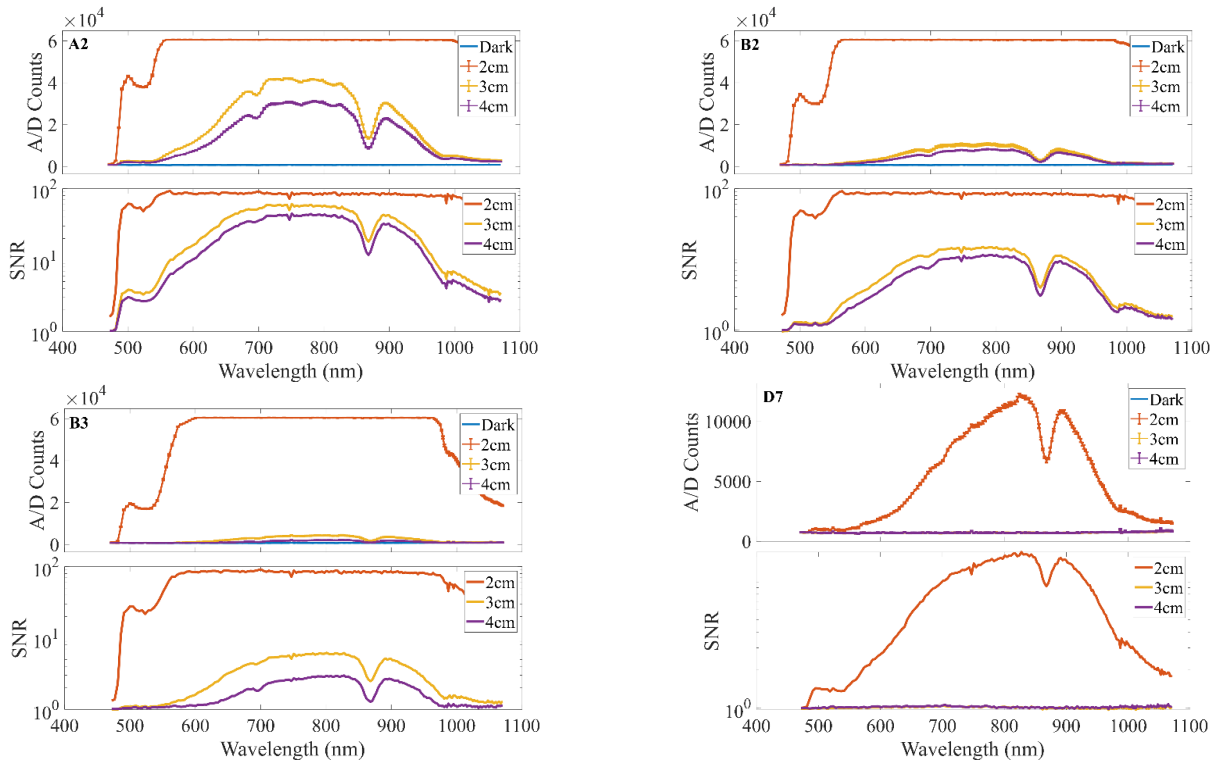 ×10⁴
A2
A/D Counts
6
4
2
0
Dark
2cm
3cm
4cm
SNR
10²
10¹
10⁰
2cm
3cm
4cm
400 500 600 700 800 900 1000 1100
Wavelength (nm)
×10⁴
B2
A/D Counts
6
4
2
0
Dark
2cm
3cm
4cm
SNR
10²
10¹
10⁰
2cm
3cm
4cm
400 500 600 700 800 900 1000 1100
Wavelength (nm)
×10⁴
B3
A/D Counts
6
4
2
0
Dark
2cm
3cm
4cm
SNR
10²
10¹
10⁰
2cm
3cm
4cm
400 500 600 700 800 900 1000 1100
Wavelength (nm)
D7
A/D Counts
10000
5000
0
Dark
2cm
3cm
4cm
SNR
10⁰
2cm
3cm
4cm
400 500 600 700 800 900 1000 1100
Wavelength (nm)